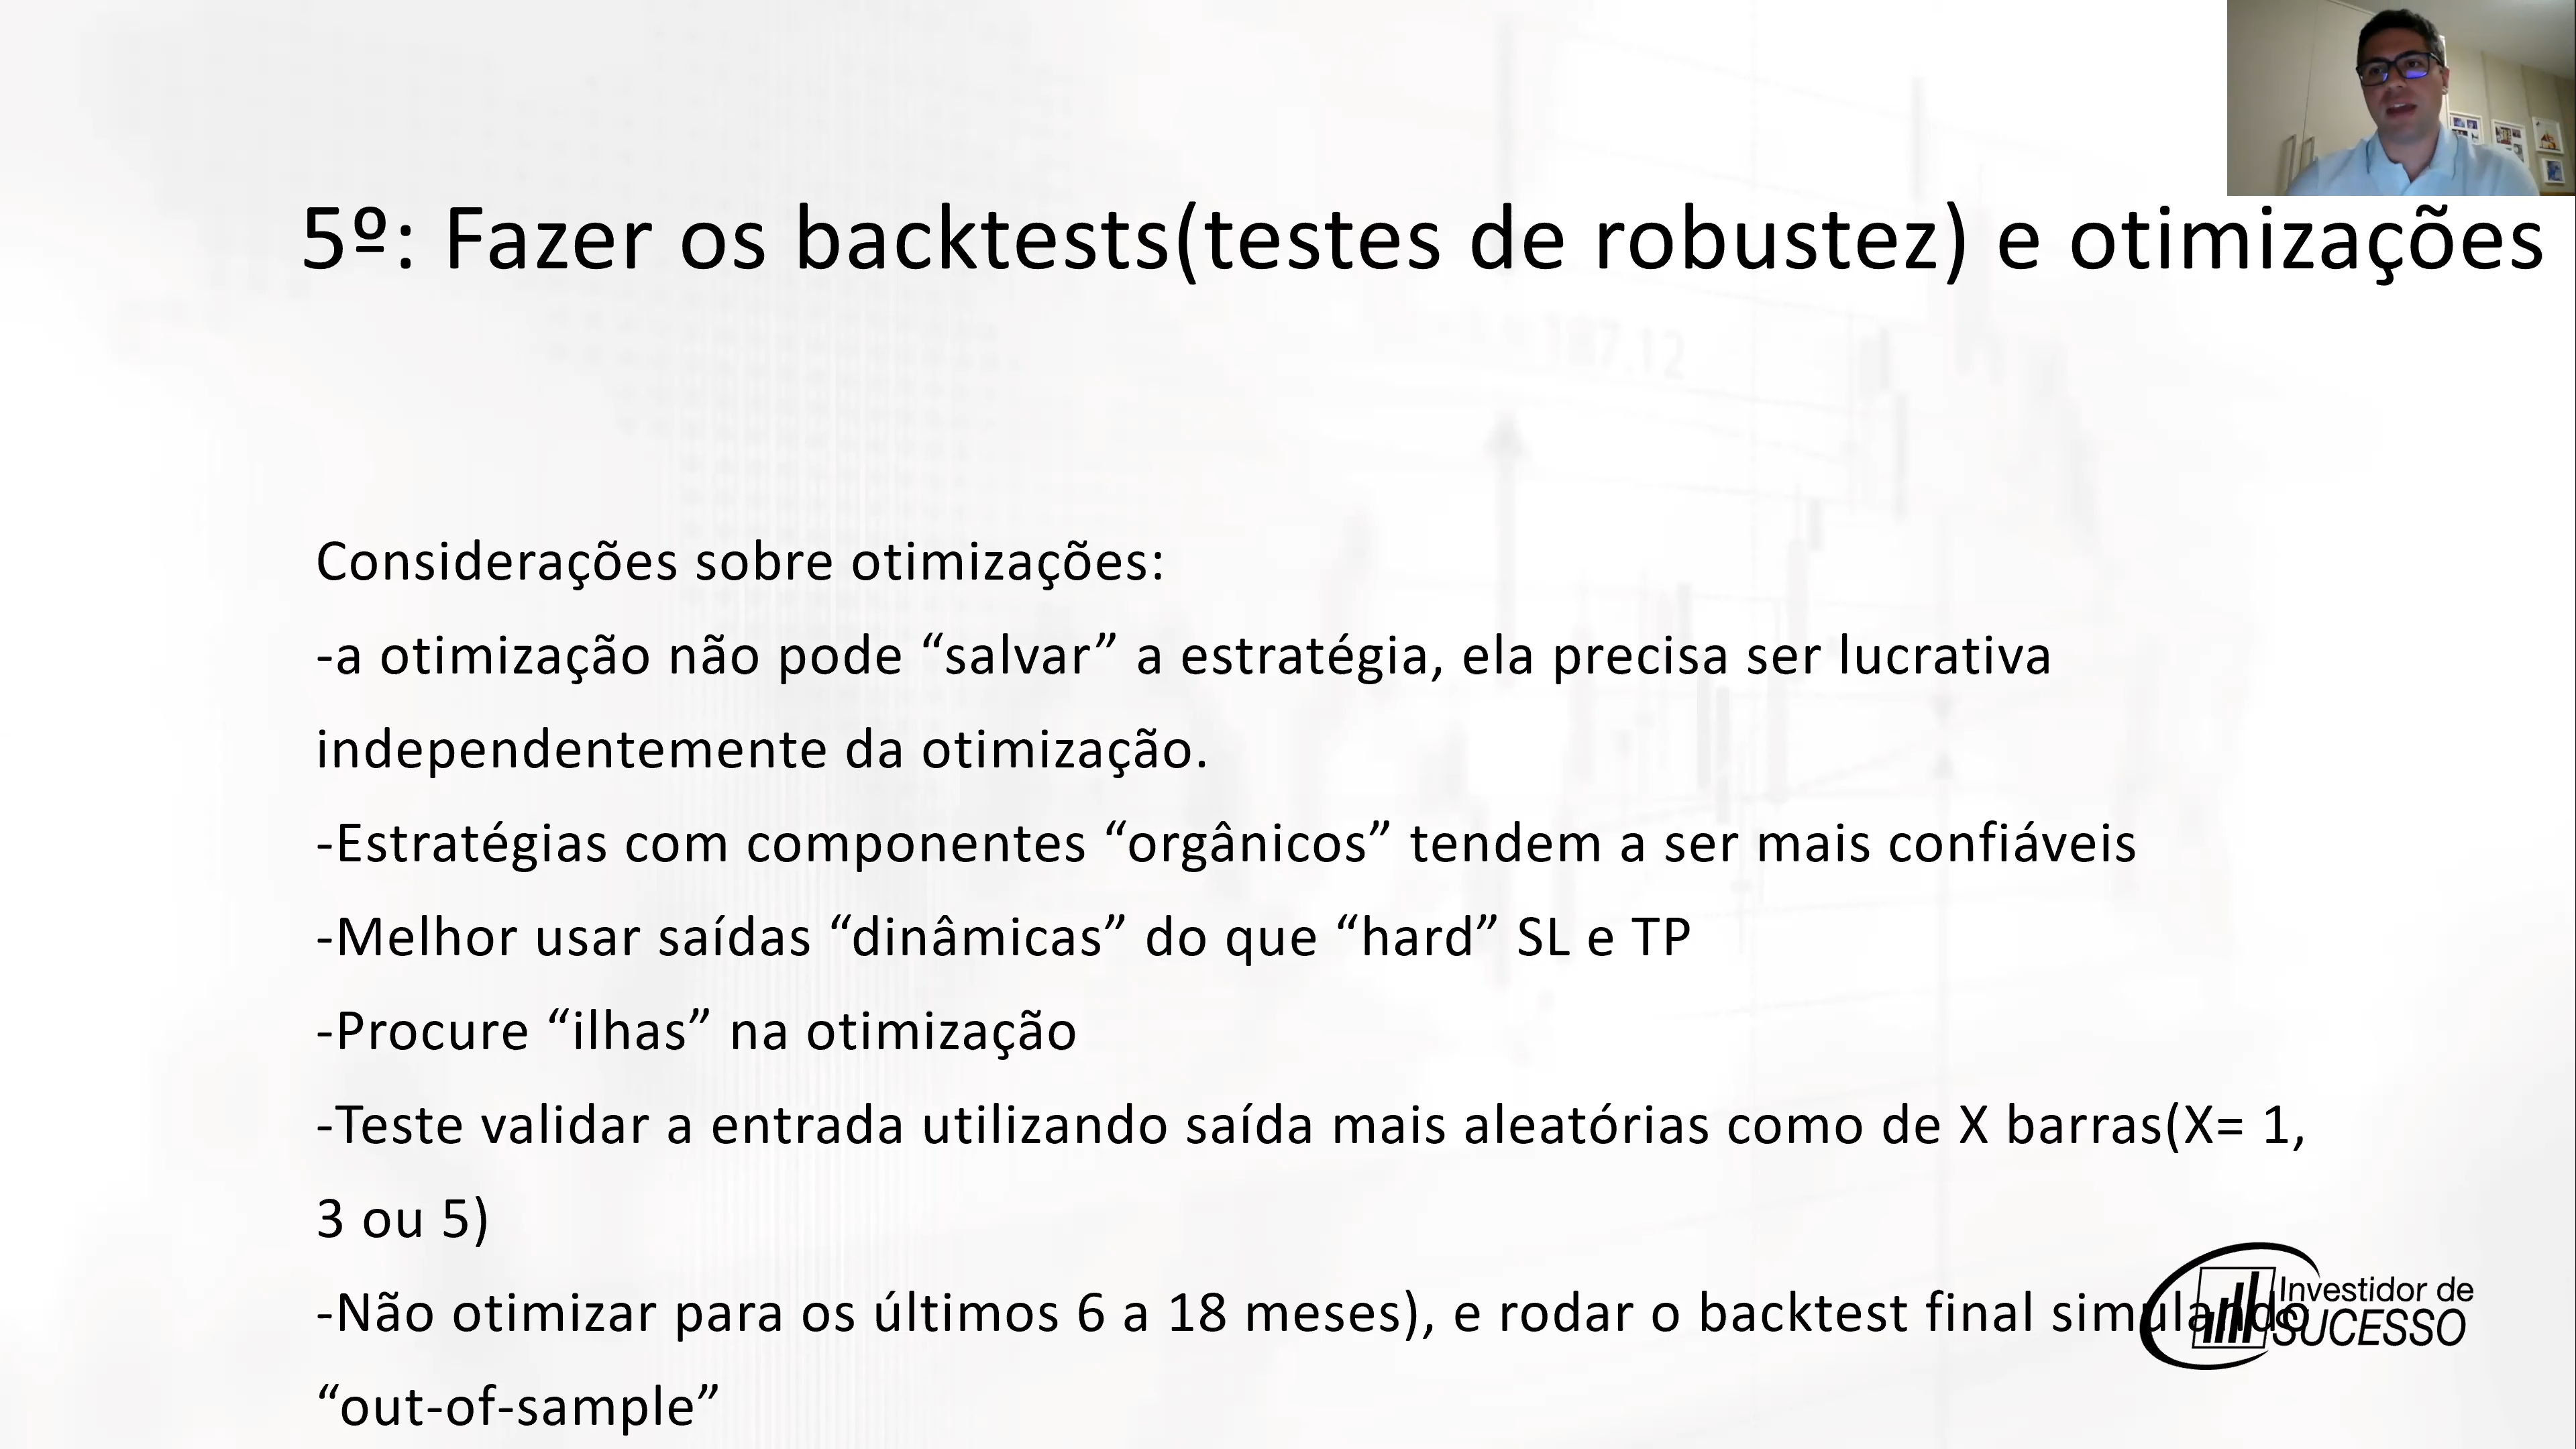 5º: Fazer os backtests(testes de robustez) e otimizações
187.12
Considerações sobre otimizações:
-a otimização não pode “salvar” a estratégia, ela precisa ser lucrativa
independentemente da otimização.
-Estratégias com componentes “orgânicos” tendem a ser mais confiáveis
-Melhor usar saídas “dinâmicas” do que “hard” SL e TP
-Procure “ilhas” na otimização
-Teste validar a entrada utilizando saída mais aleatórias como de X barras(X= 1,
3 ou 5)
-Não otimizar para os últimos 6 a 18 meses), e rodar o backtest final simulando
“out-of-sample”
Investidor de
SUCESSO